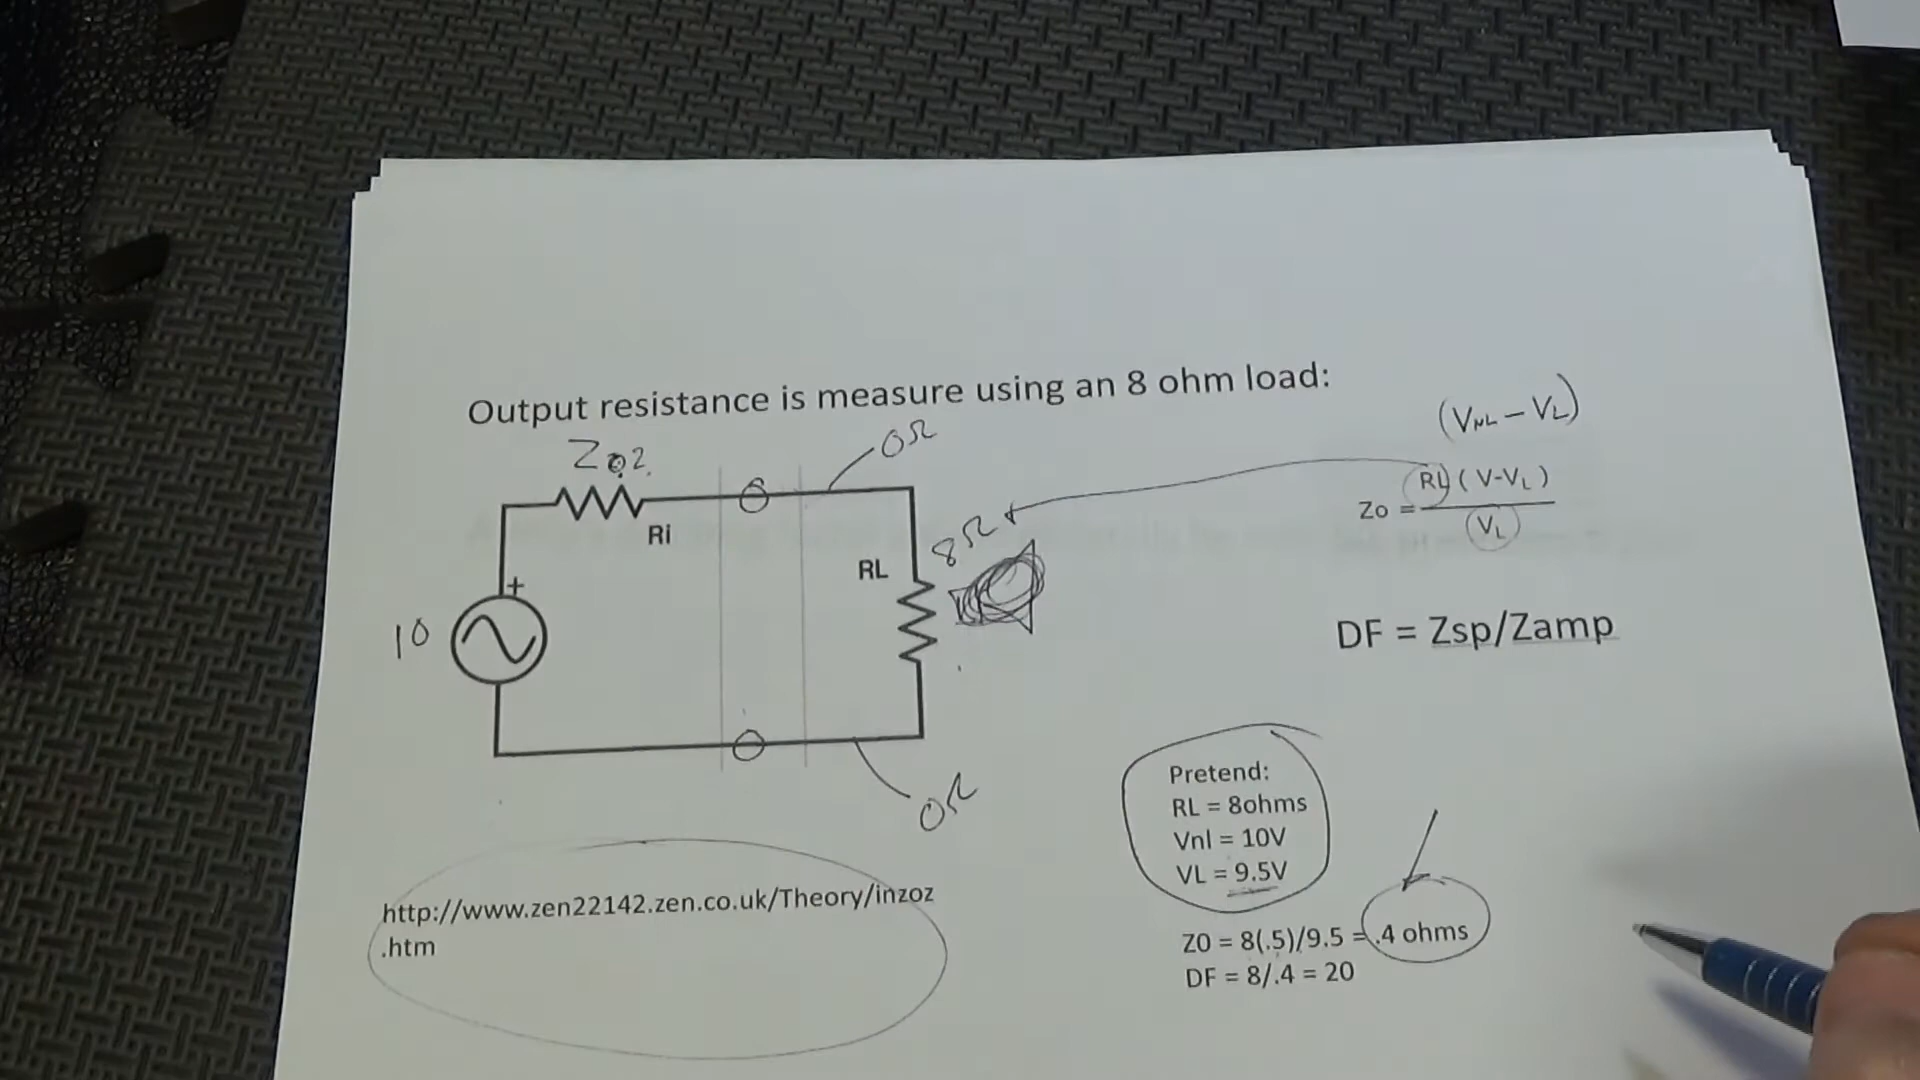 Output resistance is measure using an 8 ohm load:
(VNL - VL)
0Ω
Zo = RL ( V-VL )
VL
Ri
8Ω
RL
+
10
DF = Zsp/Zamp
Pretend:
RL = 8ohms
Vnl = 10V
VL = 9.5V
0Ω
http://www.zen22142.zen.co.uk/Theory/inzoz
.htm
Z0 = 8(.5)/9.5 = .4 ohms
DF = 8/.4 = 20